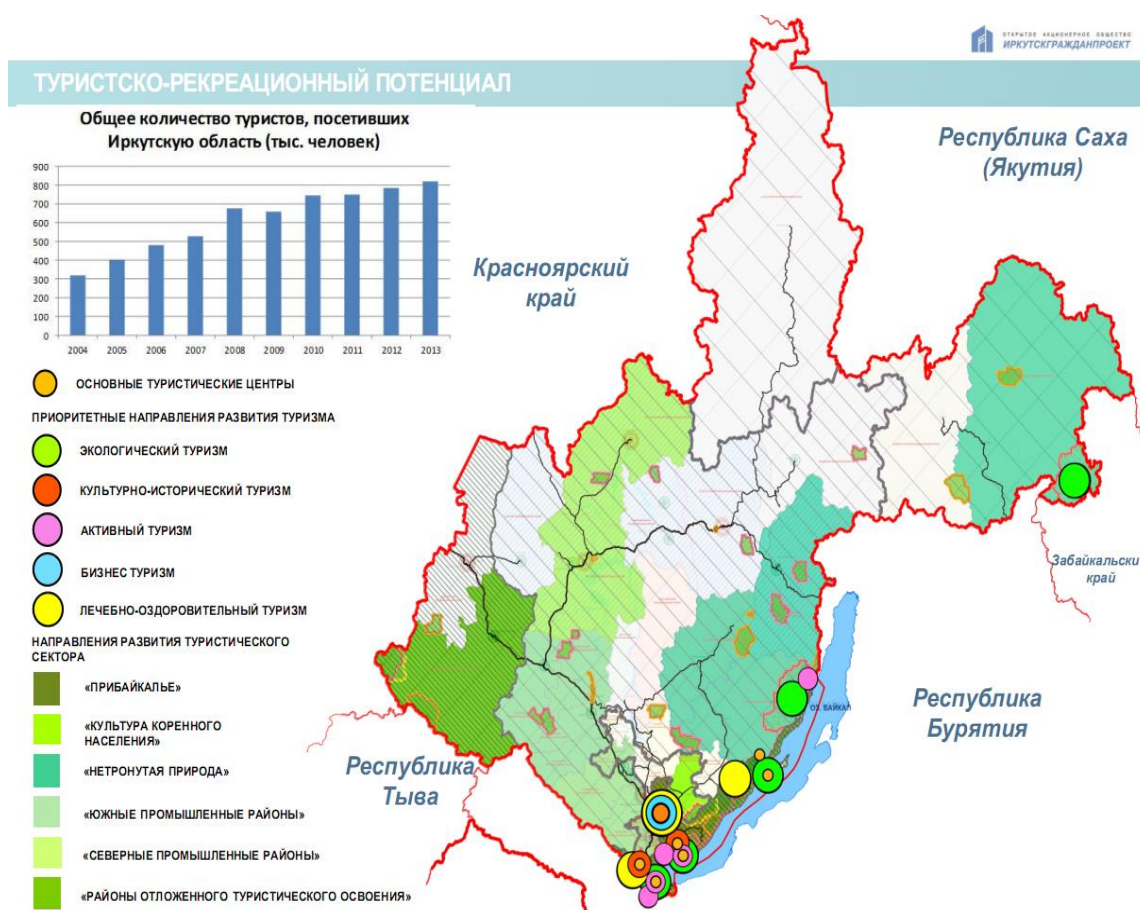 ОТКРЫТОЕ АКЦИОНЕРНОЕ ОБЩЕСТВО
ИРКУТСКГРАЖДАНПРОЕКТ
ТУРИСТСКО-РЕКРЕАЦИОННЫЙ ПОТЕНЦИАЛ
Общее количество туристов, посетивших
Иркутскую область (тыс. человек)
900
800
700
600
500
400
300
200
100
0
2004 2005 2006 2007 2008 2009 2010 2011 2012 2013
ОСНОВНЫЕ ТУРИСТИЧЕСКИЕ ЦЕНТРЫ
ПРИОРИТЕТНЫЕ НАПРАВЛЕНИЯ РАЗВИТИЯ ТУРИЗМА
ЭКОЛОГИЧЕСКИЙ ТУРИЗМ
КУЛЬТУРНО-ИСТОРИЧЕСКИЙ ТУРИЗМ
АКТИВНЫЙ ТУРИЗМ
БИЗНЕС ТУРИЗМ
ЛЕЧЕБНО-ОЗДОРОВИТЕЛЬНЫЙ ТУРИЗМ
НАПРАВЛЕНИЯ РАЗВИТИЯ ТУРИСТИЧЕСКОГО
СЕКТОРА
«ПРИБАЙКАЛЬЕ»
«КУЛЬТУРА КОРЕННОГО
НАСЕЛЕНИЯ»
«НЕТРОНУТАЯ ПРИРОДА»
«ЮЖНЫЕ ПРОМЫШЛЕННЫЕ РАЙОНЫ»
«СЕВЕРНЫЕ ПРОМЫШЛЕННЫЕ РАЙОНЫ»
«РАЙОНЫ ОТЛОЖЕННОГО ТУРИСТИЧЕСКОГО ОСВОЕНИЯ»
Республика Саха
(Якутия)
Красноярский
край
Забайкальски
край
ОЗ. БАЙКАЛ
Республика
Бурятия
Республика
Тыва